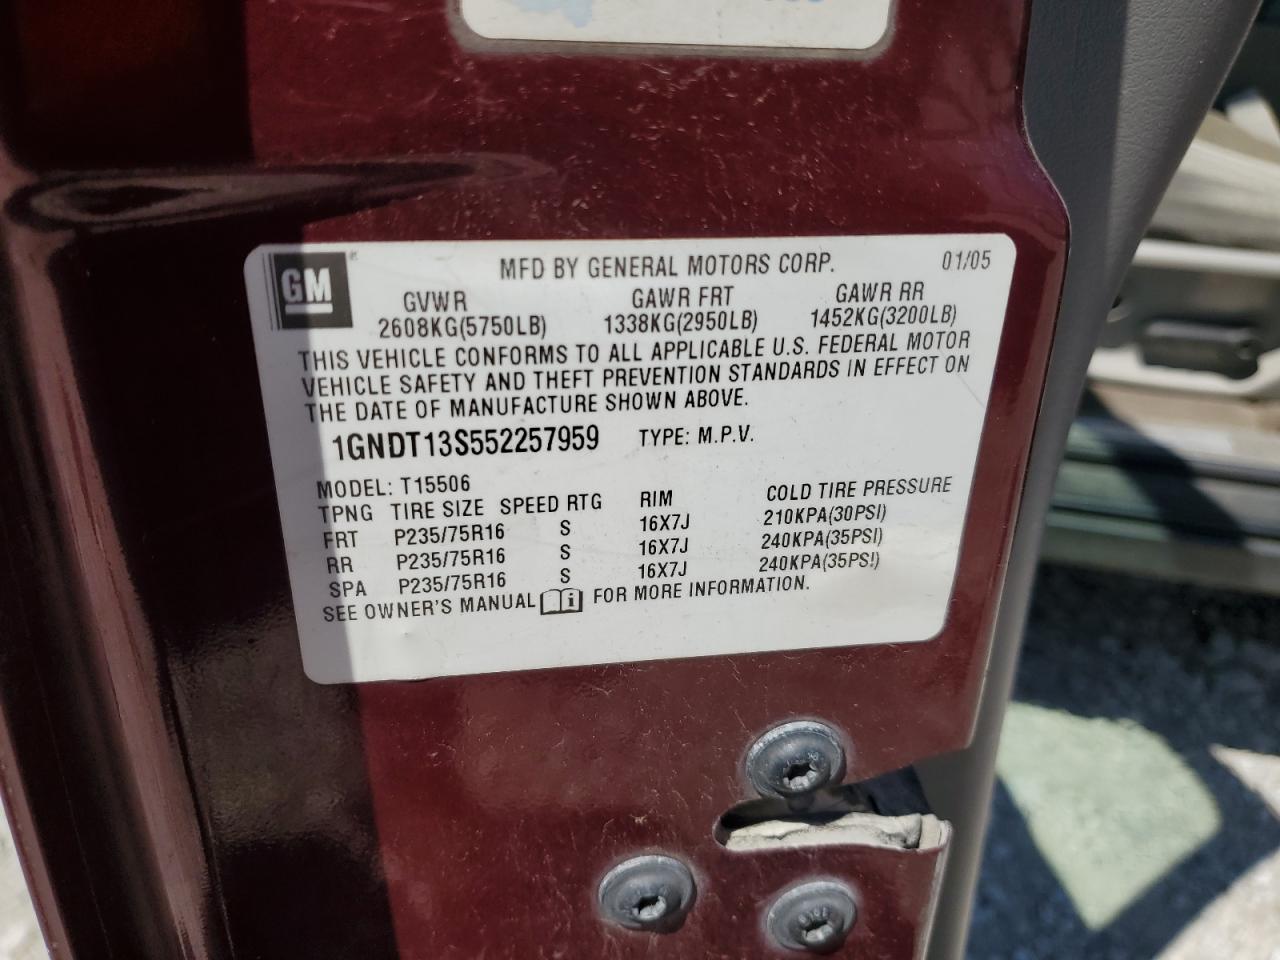 GM
MFD BY GENERAL MOTORS CORP. 01/05
GVWR GAWR FRT GAWR RR
2608KG(5750LB) 1338KG(2950LB) 1452KG(3200LB)
THIS VEHICLE CONFORMS TO ALL APPLICABLE U.S. FEDERAL MOTOR
VEHICLE SAFETY AND THEFT PREVENTION STANDARDS IN EFFECT ON
THE DATE OF MANUFACTURE SHOWN ABOVE.
1GNDT13S552257959 TYPE: M.P.V.
MODEL: T15506
TPNG TIRE SIZE SPEED RTG RIM COLD TIRE PRESSURE
FRT P235/75R16 S 16X7J 210KPA(30PSI)
RR P235/75R16 S 16X7J 240KPA(35PSI)
SPA P235/75R16 S 16X7J 240KPA(35PSI)
SEE OWNER'S MANUAL FOR MORE INFORMATION.